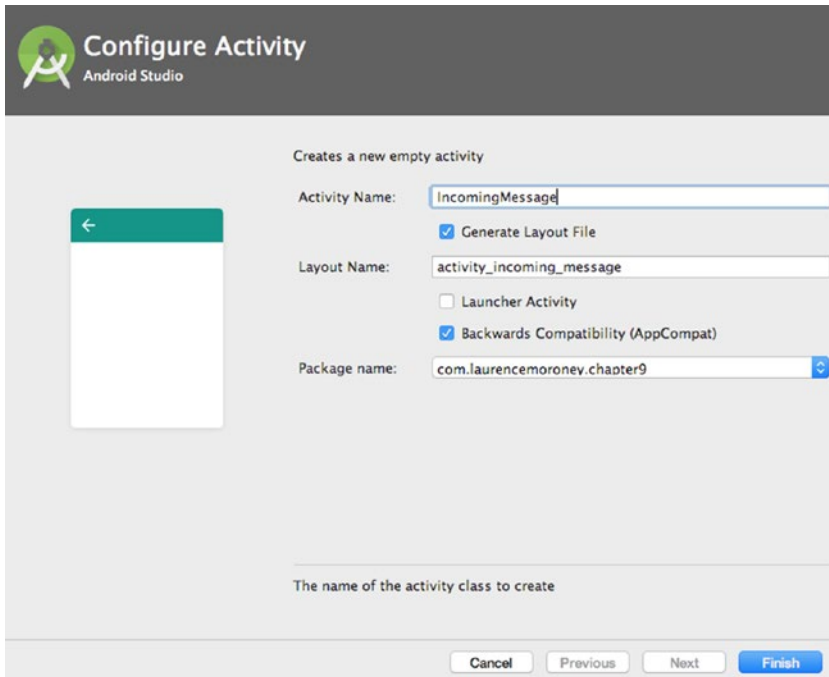 Configure Activity
Android Studio
Creates a new empty activity
Activity Name: IncomingMessage
Generate Layout File
Layout Name: activity_incoming_message
Launcher Activity
Backwards Compatibility (AppCompat)
Package name: com.laurencemoroney.chapter9
The name of the activity class to create
Cancel Previous Next Finish